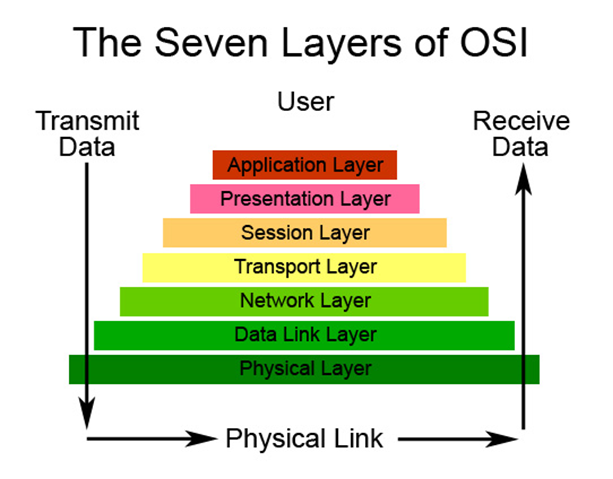 The Seven Layers of OSI
User
Transmit
Data
Receive
Data
Application Layer
Presentation Layer
Session Layer
Transport Layer
Network Layer
Data Link Layer
Physical Layer
Physical Link